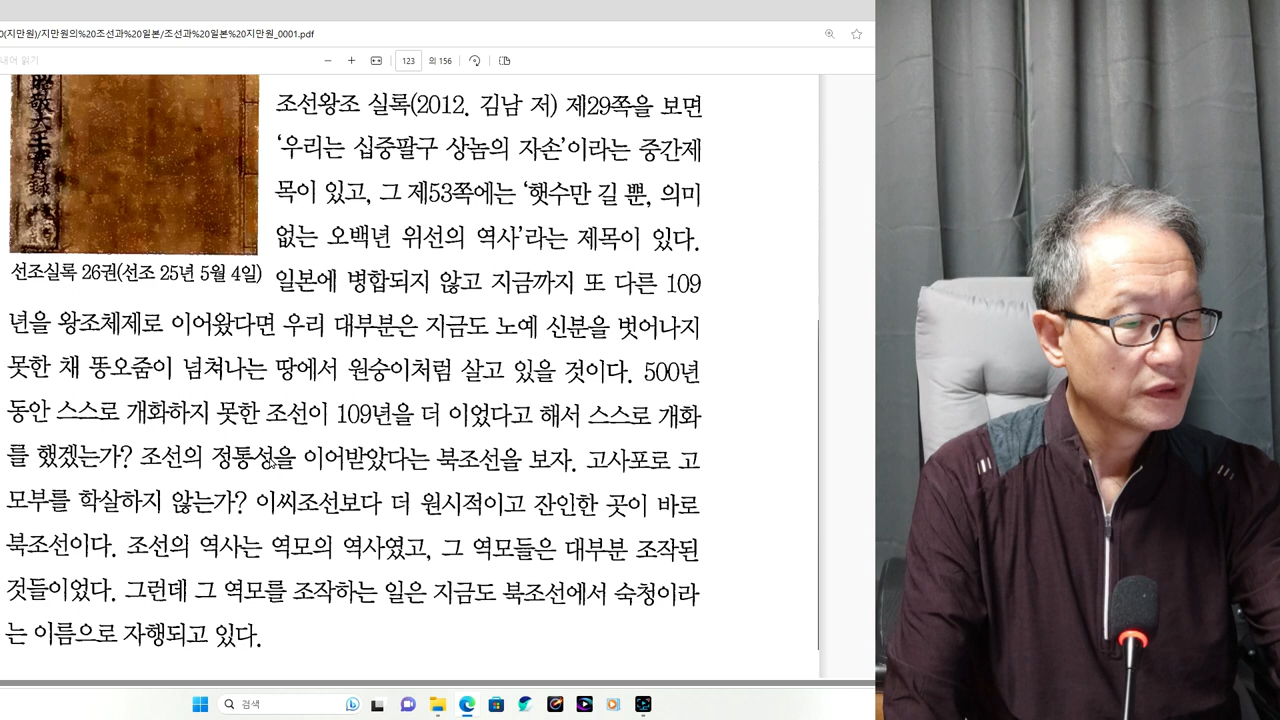 0(지만원)/지만원의%20조선과%20일본/조선과%20일본%20지만원_0001.pdf
내어 읽기
123 의 156
昭敬大王實錄
조선왕조 실록(2012. 김남 저) 제29쪽을 보면
‘우리는 십중팔구 상놈의 자손’이라는 중간제
목이 있고, 그 제53쪽에는 ‘햇수만 길 뿐, 의미
없는 오백년 위선의 역사’라는 제목이 있다.
선조실록 26권(선조 25년 5월 4일)
일본에 병합되지 않고 지금까지 또 다른 109
년을 왕조체제로 이어왔다면 우리 대부분은 지금도 노예 신분을 벗어나지
못한 채 똥오줌이 넘쳐나는 땅에서 원숭이처럼 살고 있을 것이다. 500년
동안 스스로 개화하지 못한 조선이 109년을 더 이었다고 해서 스스로 개화
를 했겠는가? 조선의 정통성을 이어받았다는 북조선을 보자. 고사포로 고
모부를 학살하지 않는가? 이씨조선보다 더 원시적이고 잔인한 곳이 바로
북조선이다. 조선의 역사는 역모의 역사였고, 그 역모들은 대부분 조작된
것들이었다. 그런데 그 역모를 조작하는 일은 지금도 북조선에서 숙청이라
는 이름으로 자행되고 있다.
검색